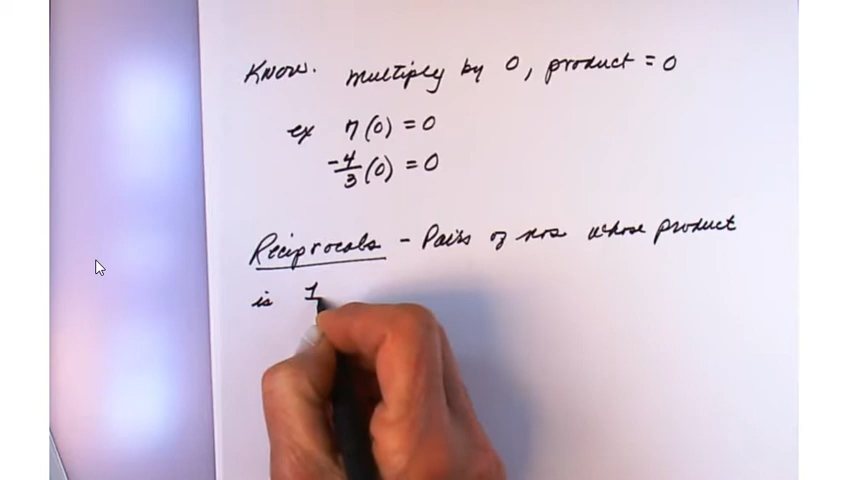 Know. multiply by 0, product = 0
ex 7(0) = 0
-4/3 (0) = 0
Reciprocals - Pairs of nos whose product
is 1